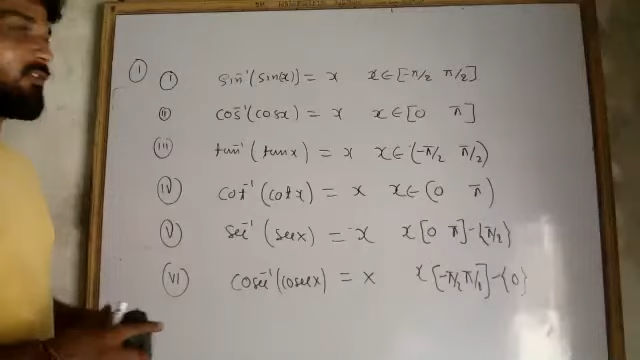 ① (i) sin⁻¹(sin(x)) = x x∈[-π/2 π/2]
(ii) cos⁻¹(cosx) = x x∈[0 π]
(iii) tan⁻¹(tanx) = x x∈(-π/2 π/2)
(iv) cot⁻¹(cotx) = x x∈(0 π)
(v) sec⁻¹(secx) = x x[0 π]-{π/2}
(vi) cosec⁻¹(cosecx) = x x[-π/2 π/2]-{0}